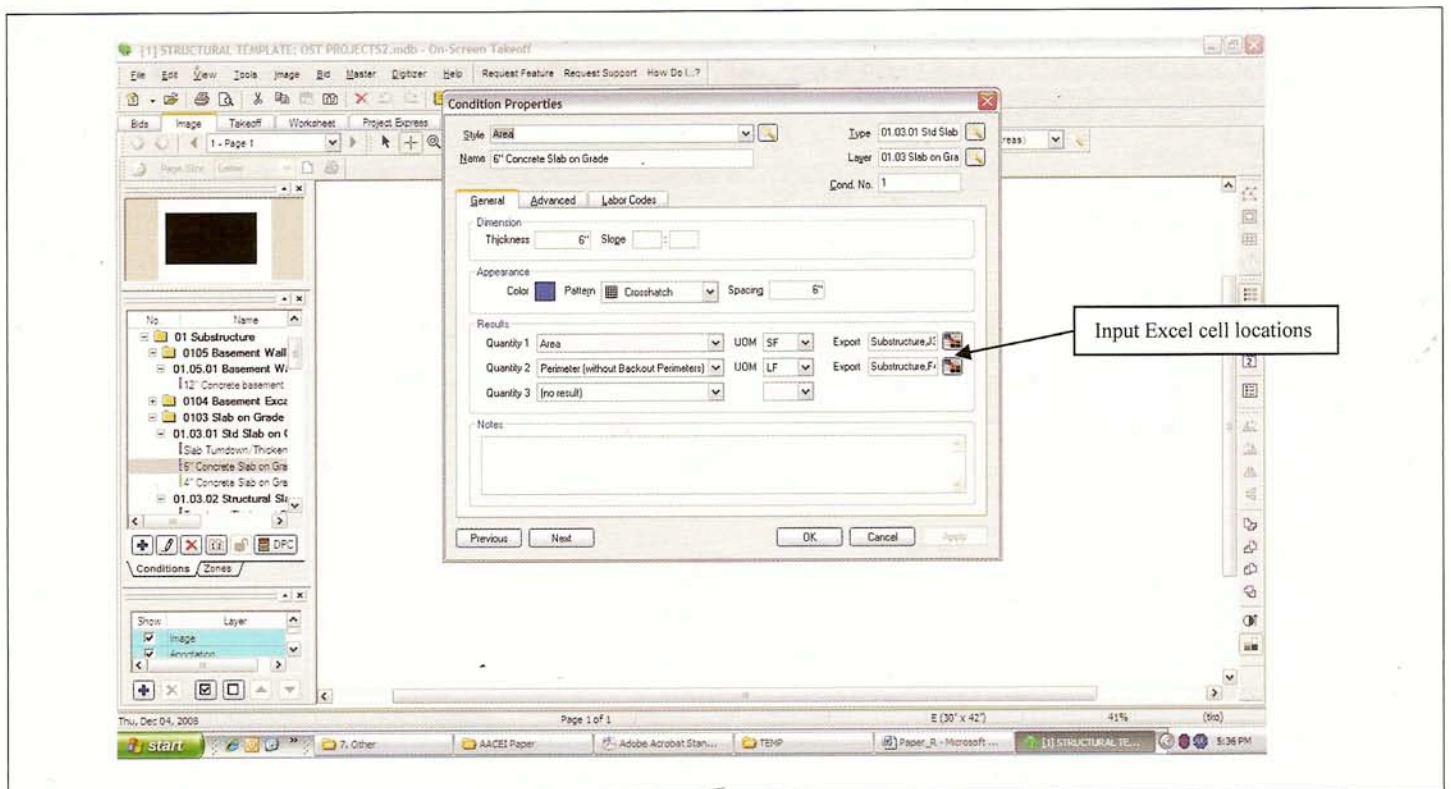 [1] STRUCTURAL TEMPLATE; OST PROJECTS2.mdb - On-Screen Takeoff
File Edit View Tools Image Bid Master Digitizer Help Request Feature Request Support How Do I...?
Bids Image Takeoff Worksheet Project Express
1 - Page 1
Page Size
No. Name
01 Substructure
0105 Basement Wall
01.05.01 Basement W
12" Concrete basement
0104 Basement Exca
0103 Slab on Grade
01.03.01 Std Slab on
Slab Turndown/Thicken
6" Concrete Slab on Gra
4" Concrete Slab on Gra
01.03.02 Structural Sl
DPC
Conditions Zones
Show Layer
Image
Annotation
Condition Properties
Style Area
Type 01.03.01 Std Slab
Name 6" Concrete Slab on Grade
Layer 01.03 Slab on Gra
Cond. No. 1
reas)
General Advanced Labor Codes
Dimension
Thickness 6" Slope :
Appearance
Color Pattern Crosshatch Spacing 6"
Results
Quantity 1 Area UOM SF Export Substructure,J
Quantity 2 Perimeter (without Backout Perimeters) UOM LF Export Substructure,F
Quantity 3 (no result)
Notes
Previous Next OK Cancel Apply
Input Excel cell locations
2
Thu, Dec 04, 2008 Page 1 of 1 E (30" x 42") 41% (tko)
start 7. Other AACEI Paper Adobe Acrobat Stan... TEMP Paper_R - Microsoft ... [1] STRUCTURAL TE... 5:36 PM